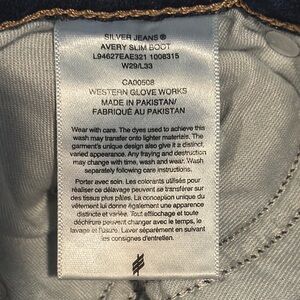 SILVER JEANS ®
AVERY SLIM BOOT
L94627EAE321 1008315
W29/L33
CA00508
WESTERN GLOVE WORKS
MADE IN PAKISTAN/
FABRIQUÉ AU PAKISTAN
Wear with care. The dyes used to achieve this
wash may transfer onto lighter materials. The
garment's unique design also give it a distinct,
varied appearance. Any fraying and destruction
may change with time, wear and wash. Wash
separately following care instructions.
Porter avec soin. Les colorants utilisés pour
réaliser ce délavage peuvent se transférer sur
des tissus plus pâles. La conception unique du
vêtement lui donne également une apparence
distincte et variée. Tout effilochage et toute
déchirure peuvent changer avec le temps, le
lavage et l'usure. Laver séparément en suivant
les consignes d'entretien.